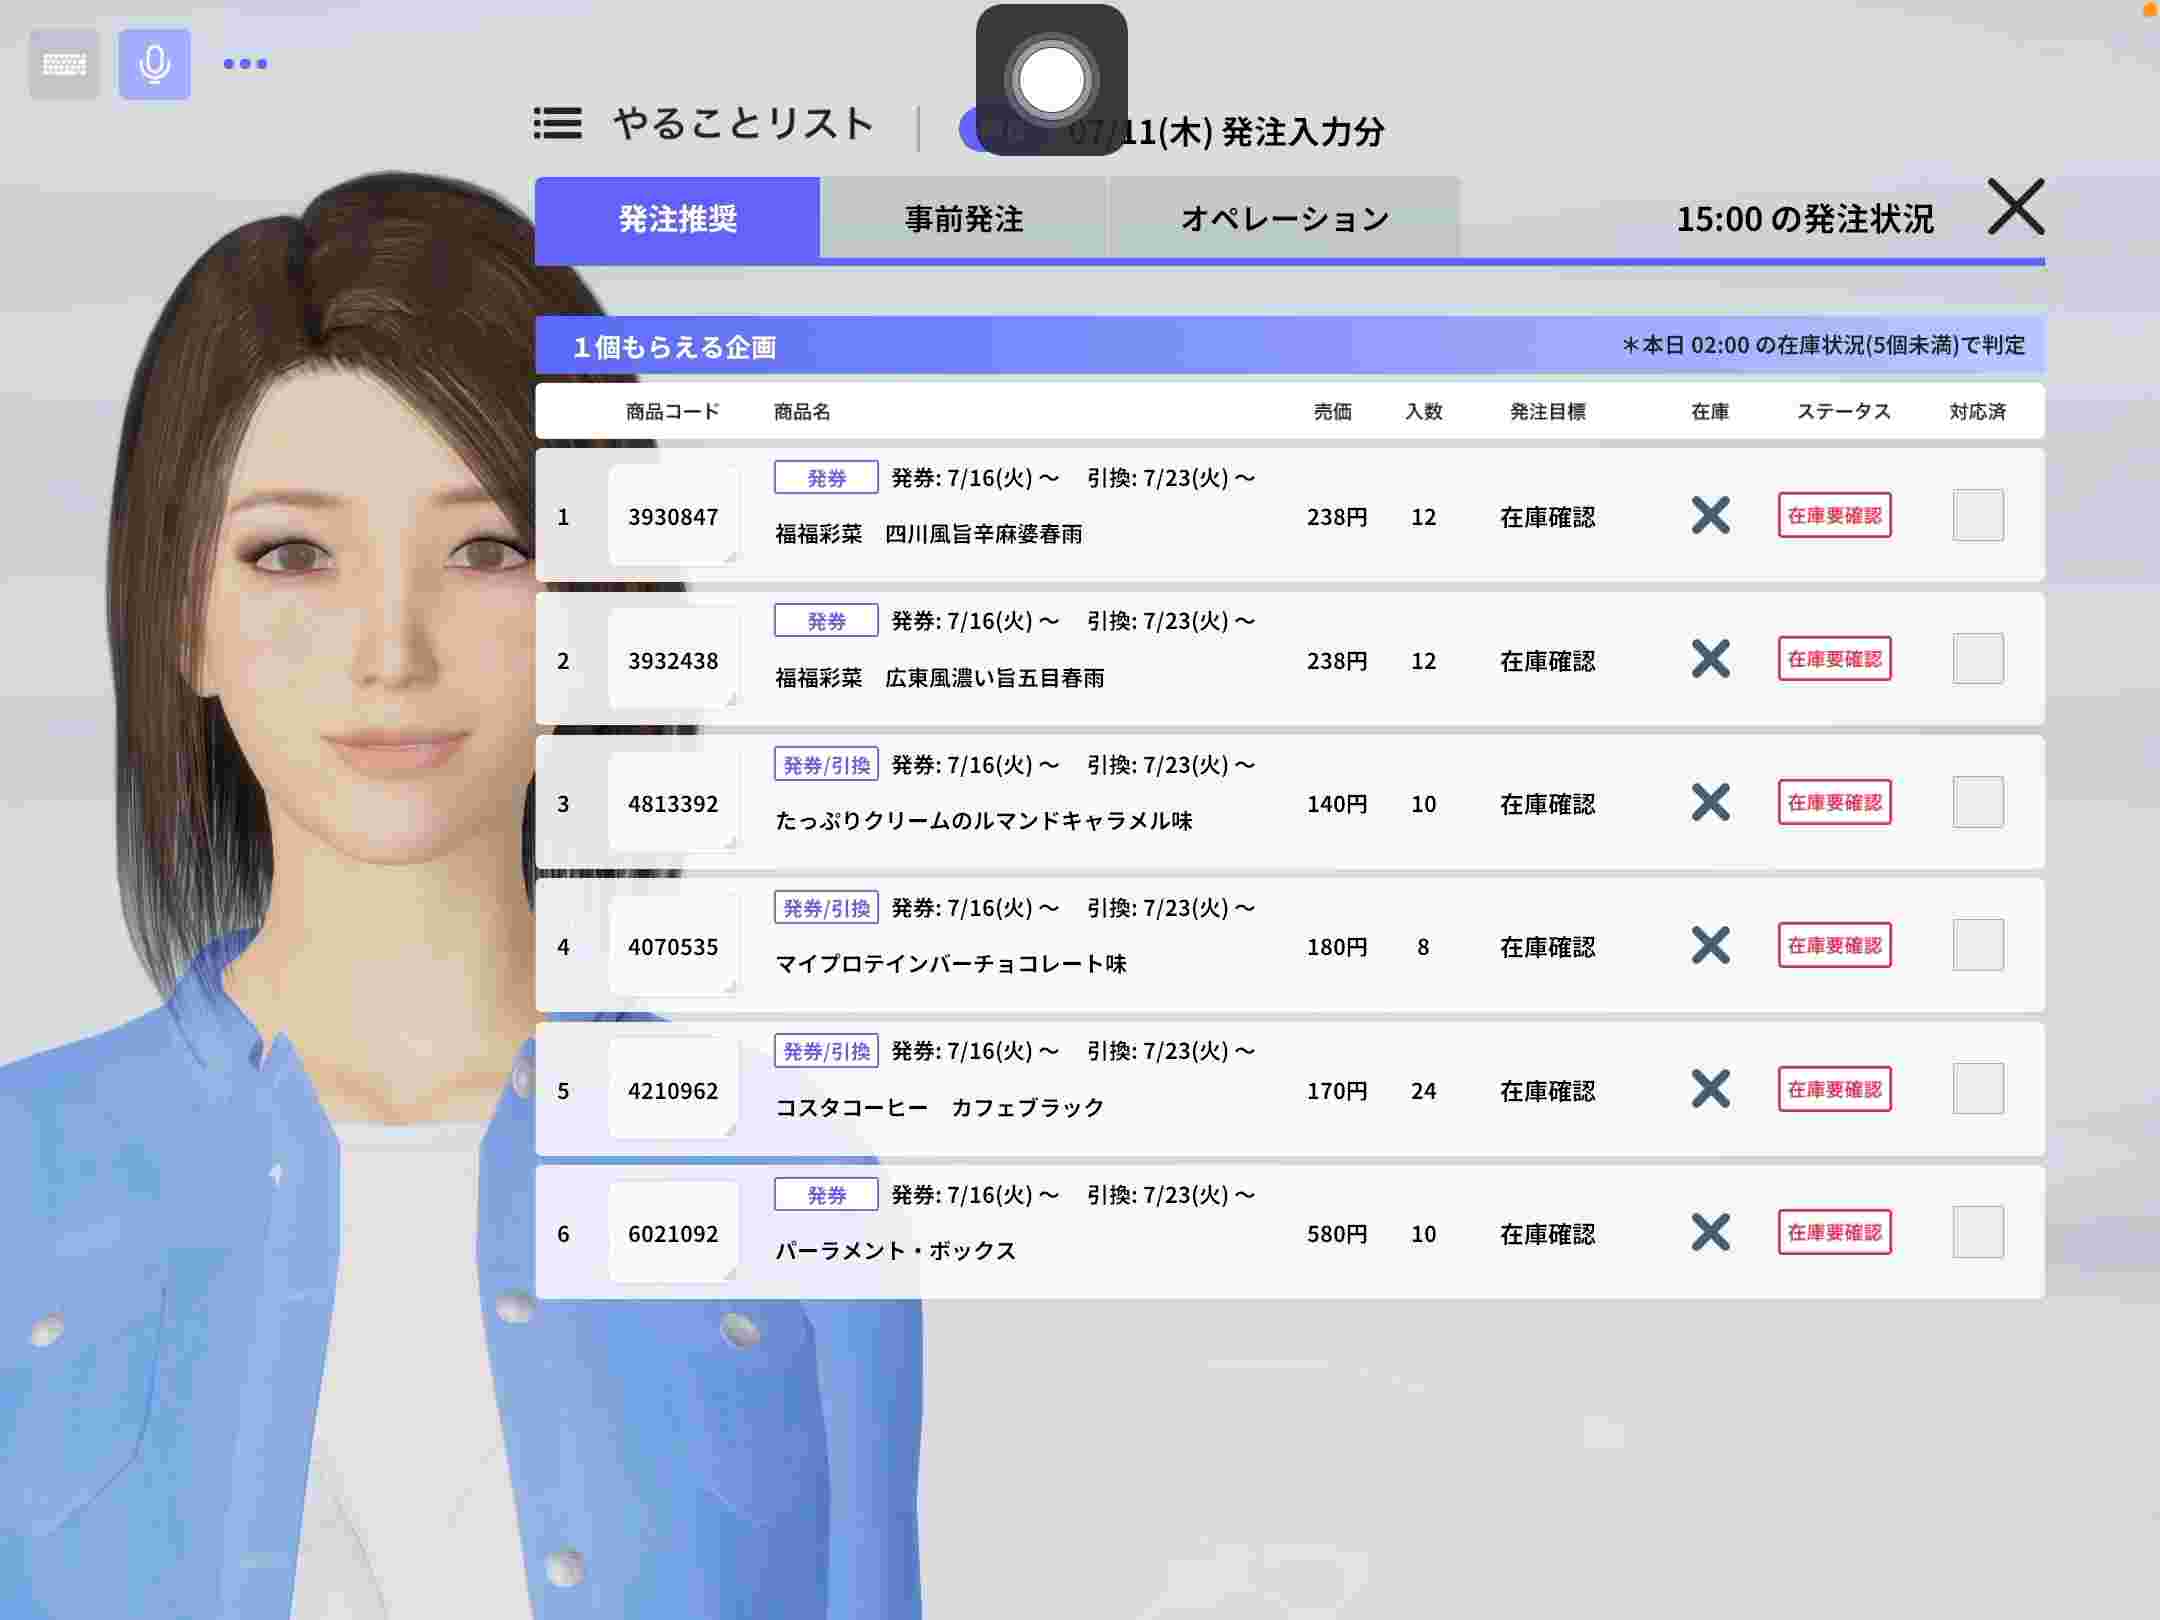 やることリスト
07/11(木) 発注入力分
発注推奨
事前発注
オペレーション
15:00 の発注状況
1個もらえる企画
＊本日 02:00 の在庫状況(5個未満)で判定
商品コード 商品名 売価 入数 発注目標 在庫 ステータス 対応済
発券 発券: 7/16(火) ～ 引換: 7/23(火) ～
1 3930847 福福彩菜　四川風旨辛麻婆春雨 238円 12 在庫確認 在庫要確認
発券 発券: 7/16(火) ～ 引換: 7/23(火) ～
2 3932438 福福彩菜　広東風濃い旨五目春雨 238円 12 在庫確認 在庫要確認
発券/引換 発券: 7/16(火) ～ 引換: 7/23(火) ～
3 4813392 たっぷりクリームのルマンドキャラメル味 140円 10 在庫確認 在庫要確認
発券/引換 発券: 7/16(火) ～ 引換: 7/23(火) ～
4 4070535 マイプロテインバーチョコレート味 180円 8 在庫確認 在庫要確認
発券/引換 発券: 7/16(火) ～ 引換: 7/23(火) ～
5 4210962 コスタコーヒー　カフェブラック 170円 24 在庫確認 在庫要確認
発券 発券: 7/16(火) ～ 引換: 7/23(火) ～
6 6021092 パーラメント・ボックス 580円 10 在庫確認 在庫要確認